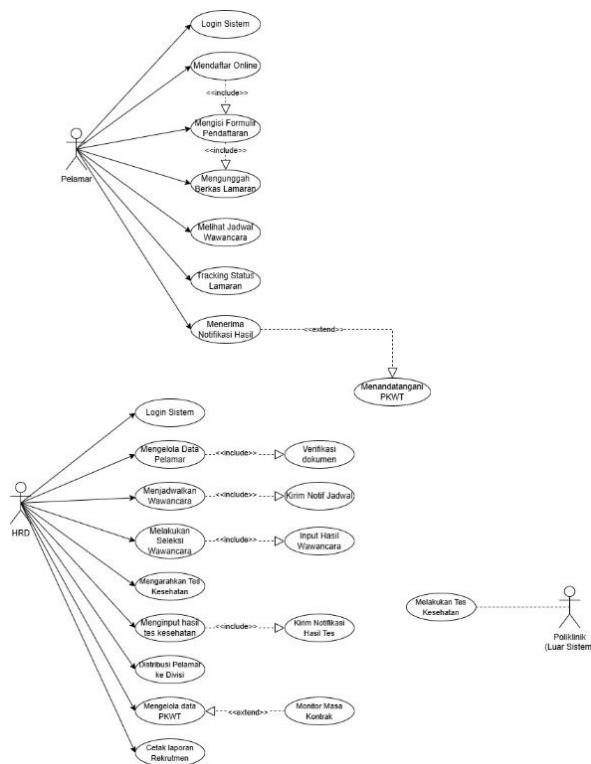 Login Sistem
Mendaftar Online
<<include>>
Mengisi Formulir
Pendaftaran
<<include>>
Mengunggah
Berkas Lamaran
Pelamar
Melihat Jadwal
Wawancara
Tracking Status
Lamaran
Menerima
Notifikasi Hasil
<<extend>>
Menandatangani
PKWT
Login Sistem
Mengelola Data
Pelamar
<<include>>
Verifikasi
dokumen
Menjadwalkan
Wawancara
<<include>>
Kirim Notif Jadwal
HRD
Melakukan
Seleksi
Wawancara
<<include>>
Input Hasil
Wawancara
Mengarahkan Tes
Kesehatan
Menginput hasil
tes kesehatan
<<include>>
Kirim Notifikasi
Hasil Tes
Melakukan Tes
Kesehatan
Poliklinik
(Luar Sistem
Distribusi Pelamar
ke Divisi
Mengelola data
PKWT
<<extend>>
Monitor Masa
Kontrak
Cetak laporan
Rekrutmen